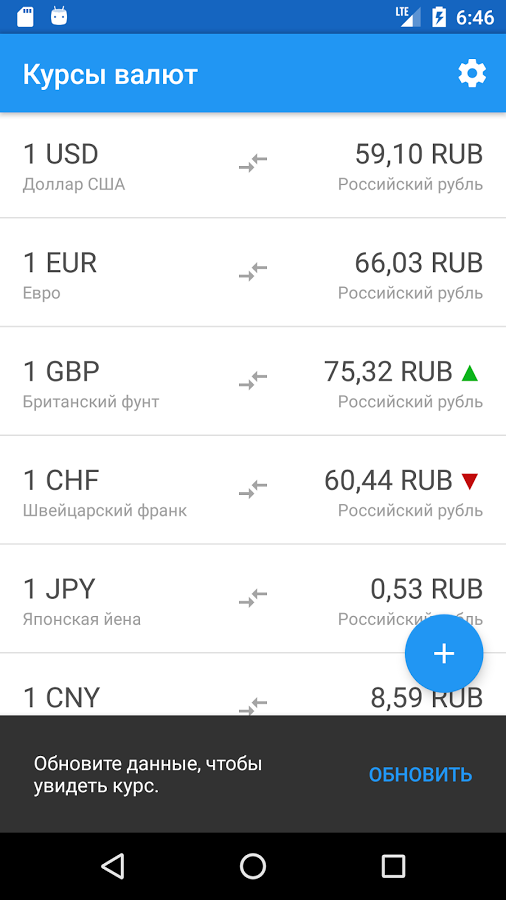 LTE 6:46
Курсы валют
1 USD 59,10 RUB
Доллар США Российский рубль
1 EUR 66,03 RUB
Евро Российский рубль
1 GBP 75,32 RUB
Британский фунт Российский рубль
1 CHF 60,44 RUB
Швейцарский франк Российский рубль
1 JPY 0,53 RUB
Японская йена Российский рубль
+
1 CNY 8,59 RUB
Обновите данные, чтобы
увидеть курс.
ОБНОВИТЬ